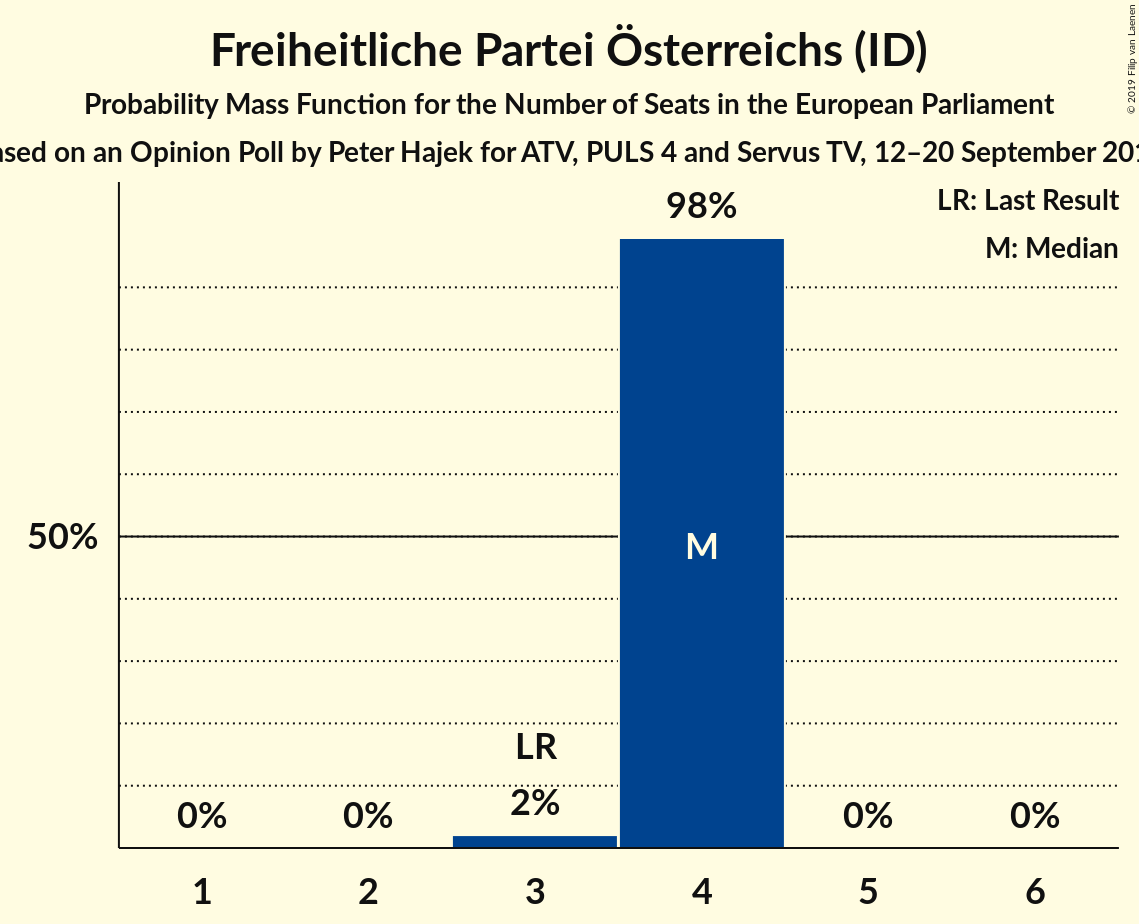 Freiheitliche Partei Österreichs (ID)
Probability Mass Function for the Number of Seats in the European Parliament
on an Opinion Poll by Peter Hajek for ATV, PULS 4 and Servus TV, 12–20 September
© 2019 Filip van Laenen
LR: Last Result
M: Median
98%
50%
M
LR
0% 0% 2% 0% 0%
1 2 3 4 5 6